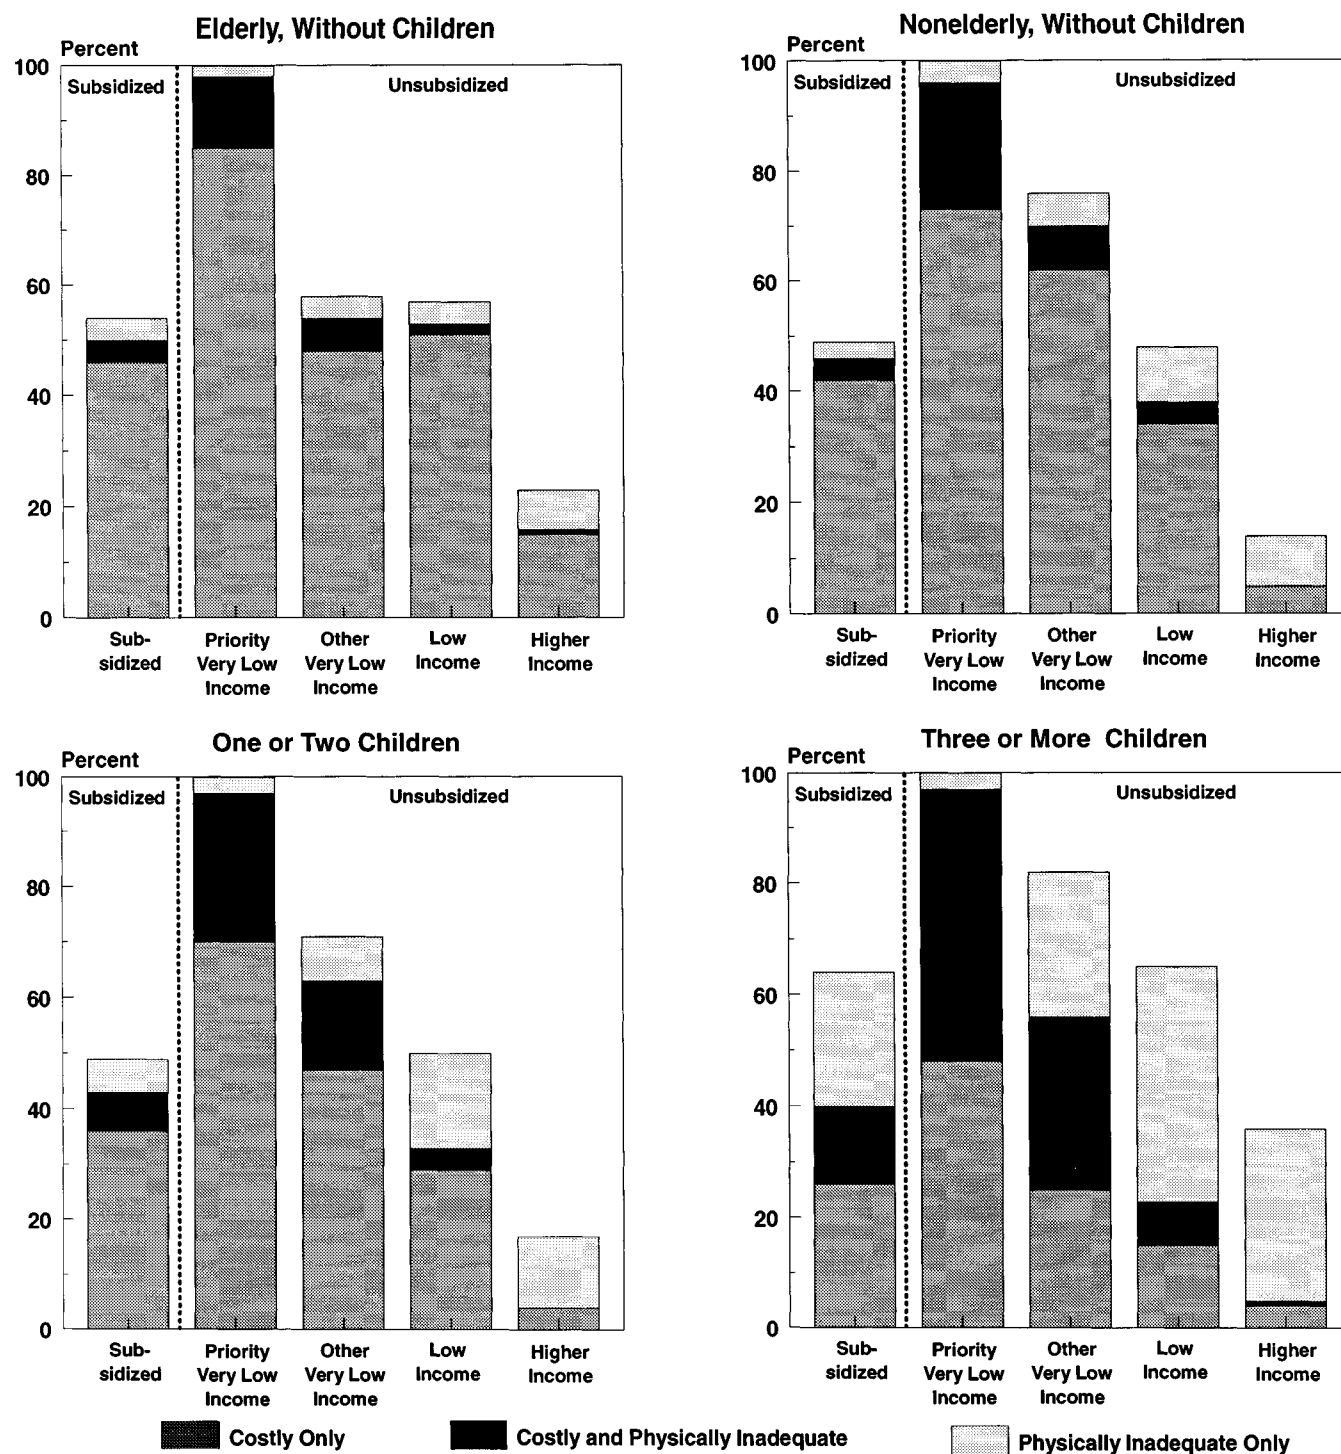 Elderly, Without Children
Percent
100
80
60
40
20
0
Subsidized
Unsubsidized
Sub-
sidized
Priority
Very Low
Income
Other
Very Low
Income
Low
Income
Higher
Income
Nonelderly, Without Children
Percent
100
80
60
40
20
0
Subsidized
Unsubsidized
Sub-
sidized
Priority
Very Low
Income
Other
Very Low
Income
Low
Income
Higher
Income
One or Two Children
Percent
100
80
60
40
20
0
Subsidized
Unsubsidized
Sub-
sidized
Priority
Very Low
Income
Other
Very Low
Income
Low
Income
Higher
Income
Three or More Children
Percent
100
80
60
40
20
0
Subsidized
Unsubsidized
Sub-
sidized
Priority
Very Low
Income
Other
Very Low
Income
Low
Income
Higher
Income
Costly Only
Costly and Physically Inadequate
Physically Inadequate Only